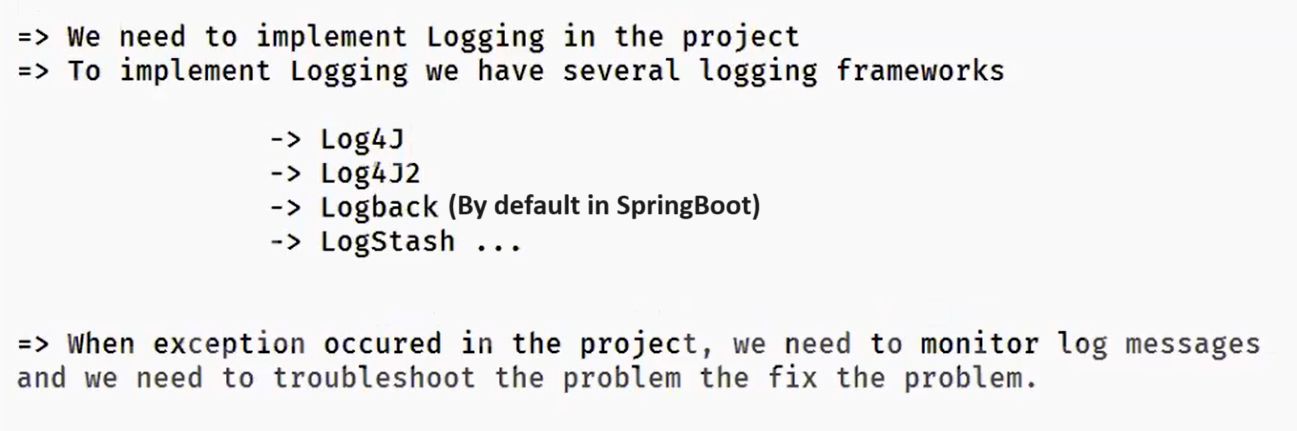 => We need to implement Logging in the project
=> To implement Logging we have several logging frameworks
-> Log4J
-> Log4J2
-> Logback (By default in SpringBoot)
-> LogStash ...
=> When exception occured in the project, we need to monitor log messages
and we need to troubleshoot the problem the fix the problem.